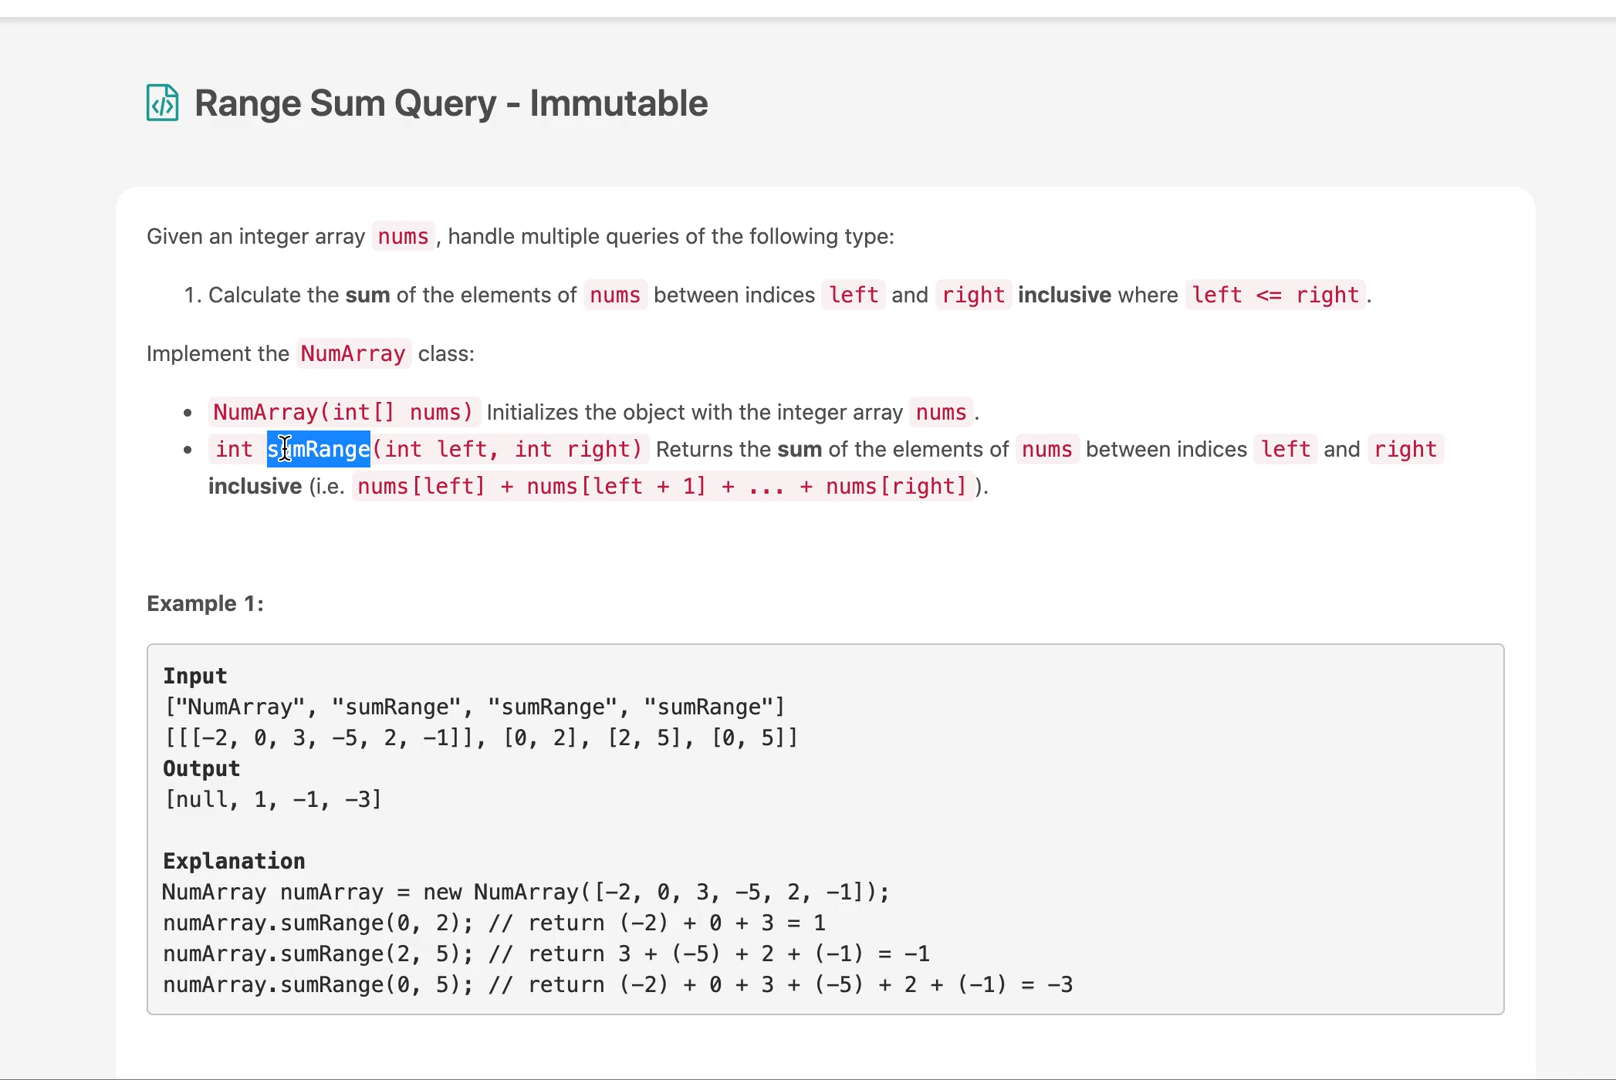 Range Sum Query - Immutable
Given an integer array nums , handle multiple queries of the following type:
1. Calculate the sum of the elements of nums between indices left and right inclusive where left <= right .
Implement the NumArray class:
• NumArray(int[] nums) Initializes the object with the integer array nums .
• int sumRange(int left, int right) Returns the sum of the elements of nums between indices left and right
inclusive (i.e. nums[left] + nums[left + 1] + ... + nums[right] ).
Example 1:
Input
["NumArray", "sumRange", "sumRange", "sumRange"]
[[[-2, 0, 3, -5, 2, -1]], [0, 2], [2, 5], [0, 5]]
Output
[null, 1, -1, -3]
Explanation
NumArray numArray = new NumArray([-2, 0, 3, -5, 2, -1]);
numArray.sumRange(0, 2); // return (-2) + 0 + 3 = 1
numArray.sumRange(2, 5); // return 3 + (-5) + 2 + (-1) = -1
numArray.sumRange(0, 5); // return (-2) + 0 + 3 + (-5) + 2 + (-1) = -3